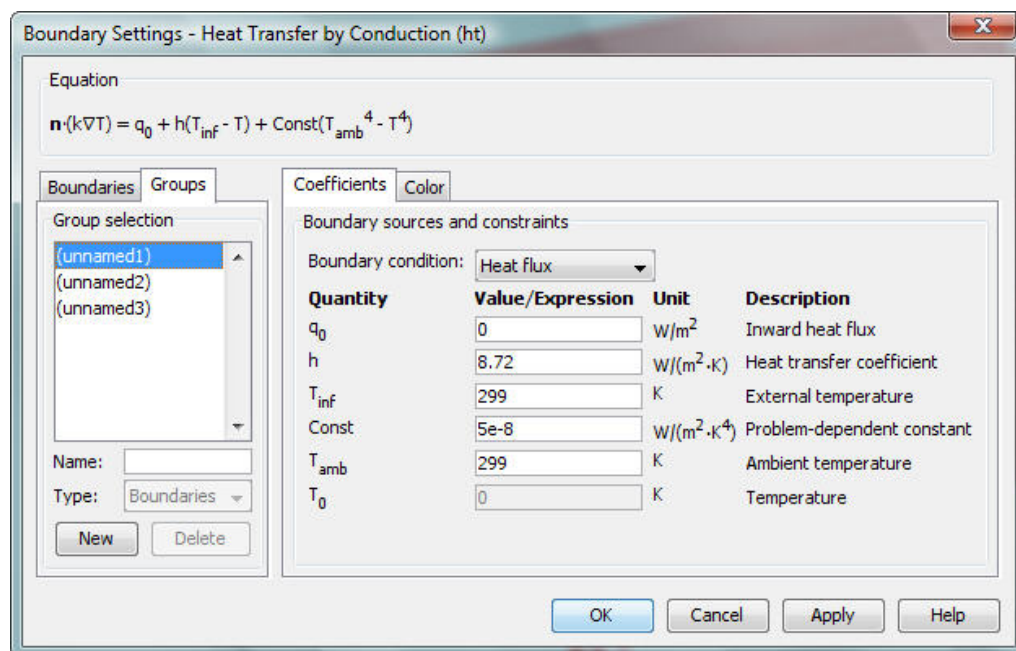 Boundary Settings - Heat Transfer by Conduction (ht)
Equation
n·(k∇T) = q0 + h(Tinf - T) + Const(Tamb^4 - T^4)
Boundaries Groups
Group selection
(unnamed1)
(unnamed2)
(unnamed3)
Name:
Type: Boundaries
New Delete
Coefficients Color
Boundary sources and constraints
Boundary condition: Heat flux
Quantity Value/Expression Unit Description
q0 0 W/m² Inward heat flux
h 8.72 W/(m²·K) Heat transfer coefficient
Tinf 299 K External temperature
Const 5e-8 W/(m²·K⁴) Problem-dependent constant
Tamb 299 K Ambient temperature
T0 0 K Temperature
OK Cancel Apply Help